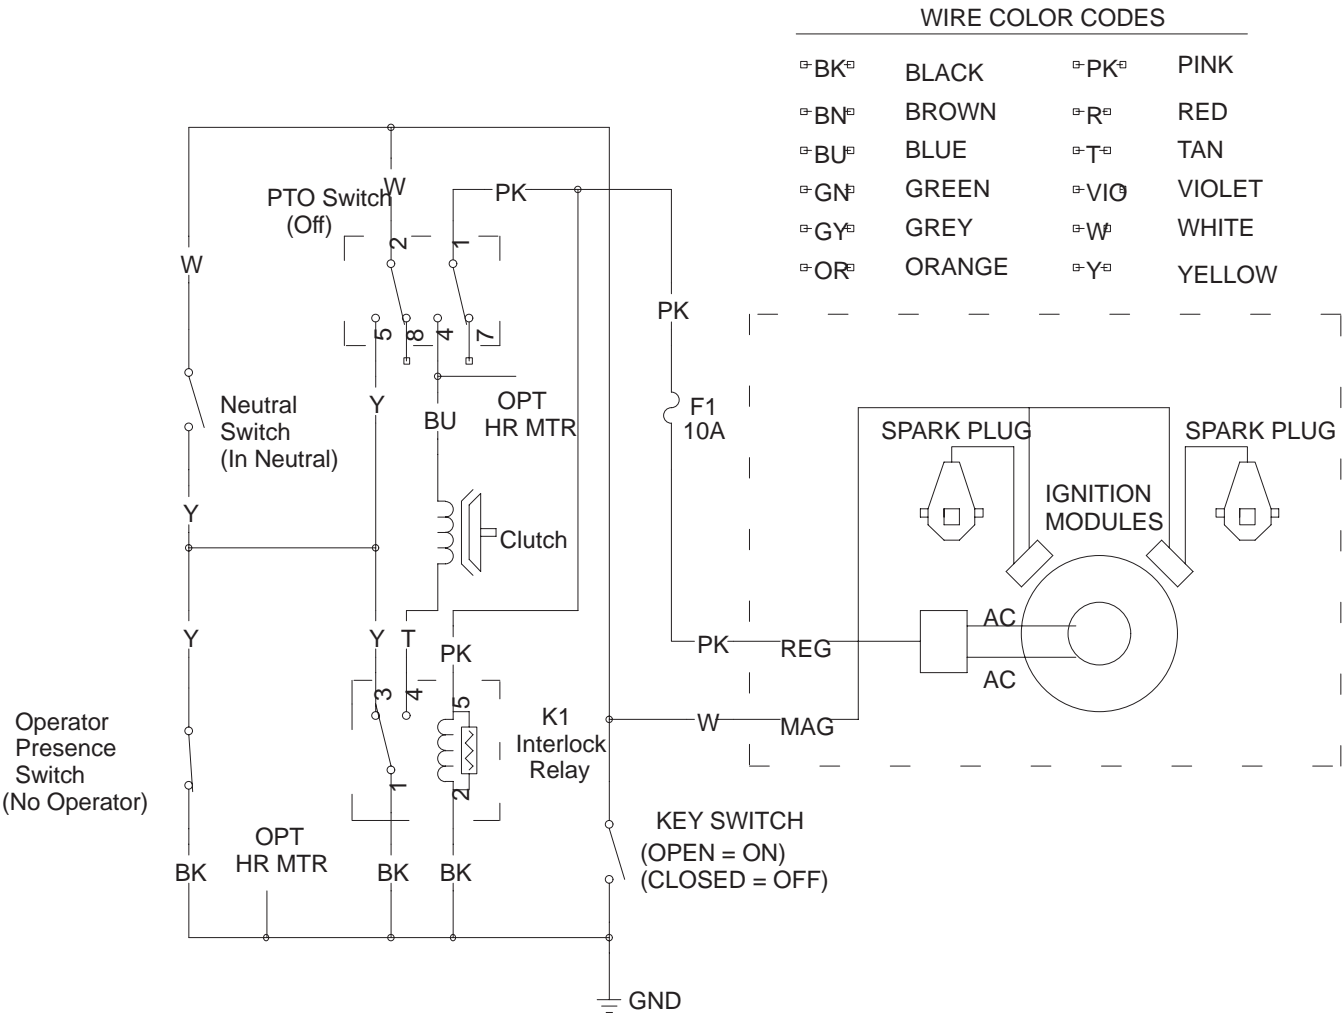 WIRE COLOR CODES
BK BLACK PK PINK
BN BROWN R RED
BU BLUE T TAN
GN GREEN VIO VIOLET
GY GREY W WHITE
OR ORANGE Y YELLOW
W
PTO Switch
(Off)
PK
2
1
W
5
8
4
7
PK
Neutral
Switch
(In Neutral)
Y
BU
OPT
HR MTR
F1
10A
SPARK PLUG
SPARK PLUG
IGNITION
MODULES
Y
Clutch
Y
Y
T
PK
PK
REG
AC
AC
3
4
5
K1
Interlock
Relay
W
MAG
Operator
Presence
Switch
(No Operator)
1
2
KEY SWITCH
(OPEN = ON)
(CLOSED = OFF)
OPT
HR MTR
BK
BK
BK
GND